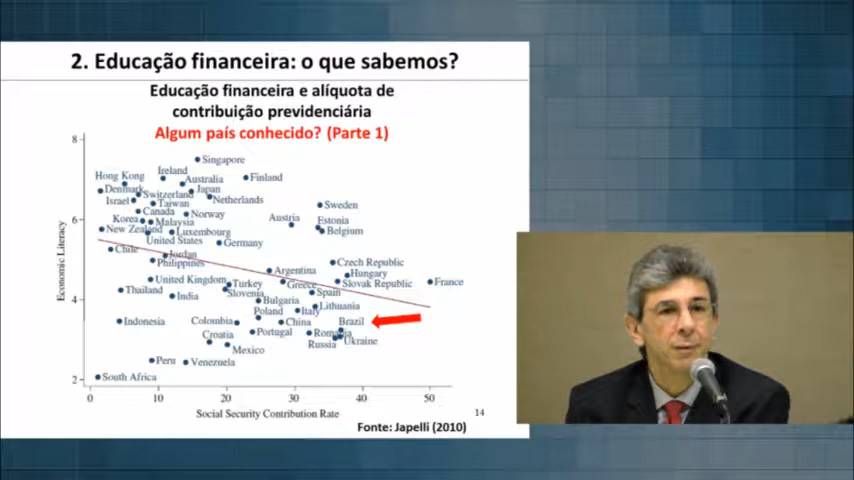 2. Educação financeira: o que sabemos?
Educação financeira e alíquota de
contribuição previdenciária
Algum país conhecido? (Parte 1)
Economic Literacy
8
6
4
2
Singapore
Ireland
Finland
Hong Kong
Australia
Denmark
Switzerland
Japan
Israel
Taiwan
Netherlands
Sweden
Canada
Norway
Korea
Malaysia
Austria
Estonia
New Zealand
Luxembourg
Belgium
United States
Germany
Chile
Jordan
Philippines
Czech Republic
Argentina
Hungary
United Kingdom
Turkey
Greece
Slovak Republic
France
Thailand
India
Slovenia
Spain
Bulgaria
Lithuania
Poland
Italy
Indonesia
Colombia
China
Brazil
Croatia
Portugal
Romania
Mexico
Russia
Ukraine
Peru
Venezuela
South Africa
0 10 20 30 40 50
Social Security Contribution Rate
14
Fonte: Japelli (2010)